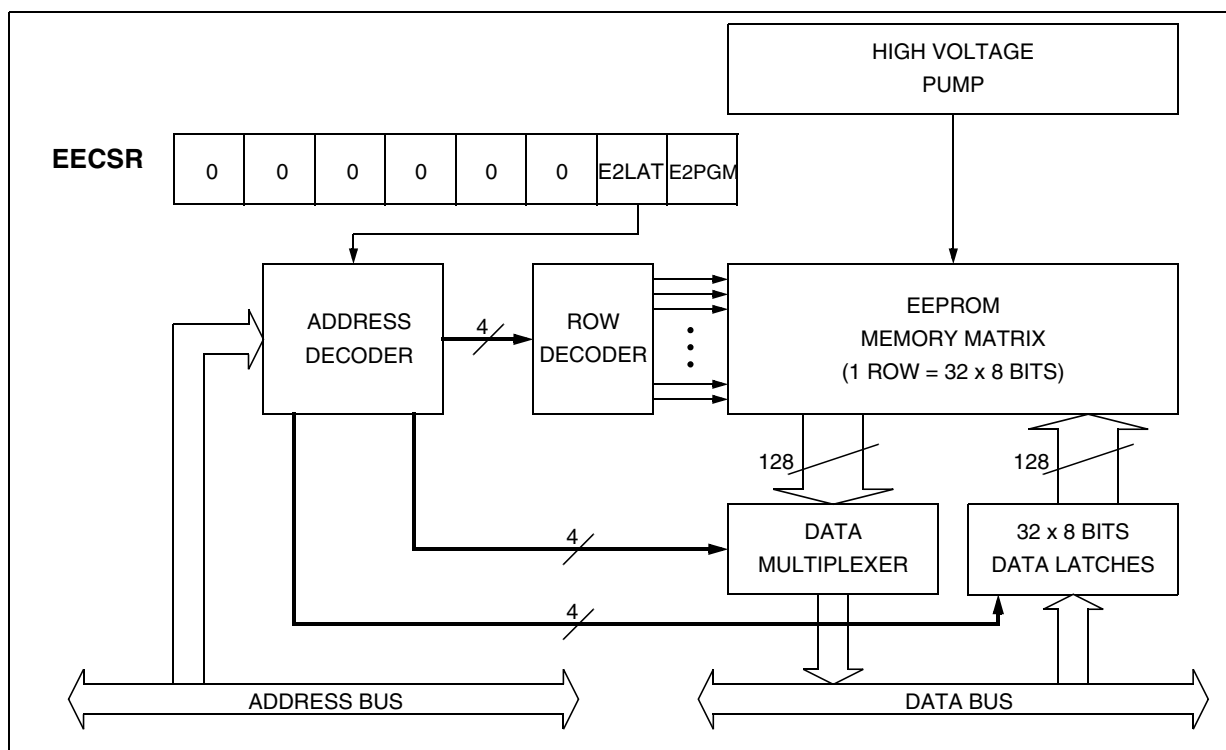 HIGH VOLTAGE
PUMP
EECSR 0 0 0 0 0 0 E2LAT E2PGM
ADDRESS
DECODER
4
ROW
DECODER
EEPROM
MEMORY MATRIX
(1 ROW = 32 x 8 BITS)
128
128
4
DATA
MULTIPLEXER
32 x 8 BITS
DATA LATCHES
4
ADDRESS BUS
DATA BUS